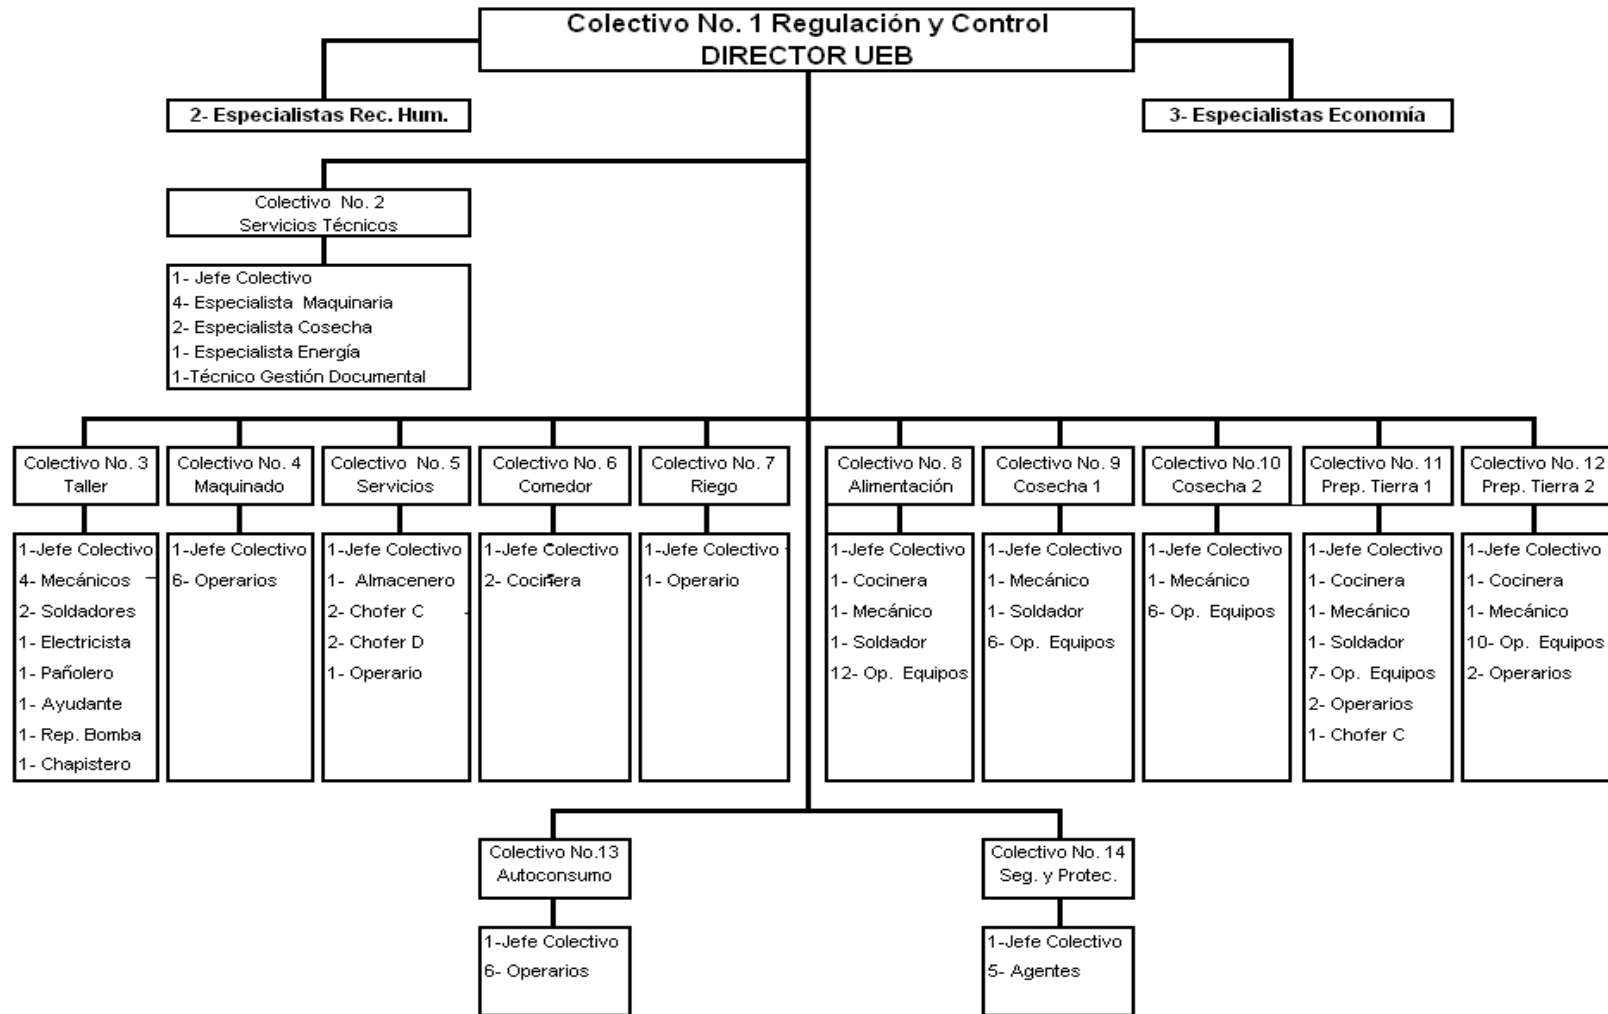 Colectivo No. 1 Regulación y Control
DIRECTOR UEB
2- Especialistas Rec. Hum.
3- Especialistas Economía
Colectivo  No. 2
Servicios Técnicos
1- Jefe Colectivo
4- Especialista  Maquinaria
2- Especialista Cosecha
1- Especialista Energía
1-Técnico Gestión Documental
Colectivo No. 3
Taller
Colectivo No. 4
Maquinado
Colectivo  No. 5
Servicios
Colectivo No. 6
Comedor
Colectivo No. 7
Riego
Colectivo No. 8
Alimentación
Colectivo No. 9
Cosecha 1
Colectivo No.10
Cosecha 2
Colectivo No. 11
Prep. Tierra 1
Colectivo No. 12
Prep. Tierra 2
1-Jefe Colectivo
4- Mecánicos
2- Soldadores
1- Electricista
1- Pañolero
1- Ayudante
1- Rep. Bomba
1- Chapistero
1-Jefe Colectivo
6- Operarios
1-Jefe Colectivo
1-  Almacenero
2- Chofer C
2- Chofer D
1- Operario
1-Jefe Colectivo
2- Cocinera
1-Jefe Colectivo
1- Operario
1-Jefe Colectivo
1- Cocinera
1- Mecánico
1- Soldador
12- Op.  Equipos
1-Jefe Colectivo
1- Mecánico
1- Soldador
6- Op.  Equipos
1-Jefe Colectivo
1- Mecánico
6- Op.  Equipos
1-Jefe Colectivo
1- Cocinera
1- Mecánico
1- Soldador
7- Op.  Equipos
2- Operarios
1- Chofer C
1-Jefe Colectivo
1- Cocinera
1- Mecánico
10- Op.  Equipos
2- Operarios
Colectivo No.13
Autoconsumo
Colectivo No. 14
Seg. y Protec.
1-Jefe Colectivo
6- Operarios
1-Jefe Colectivo
5- Agentes